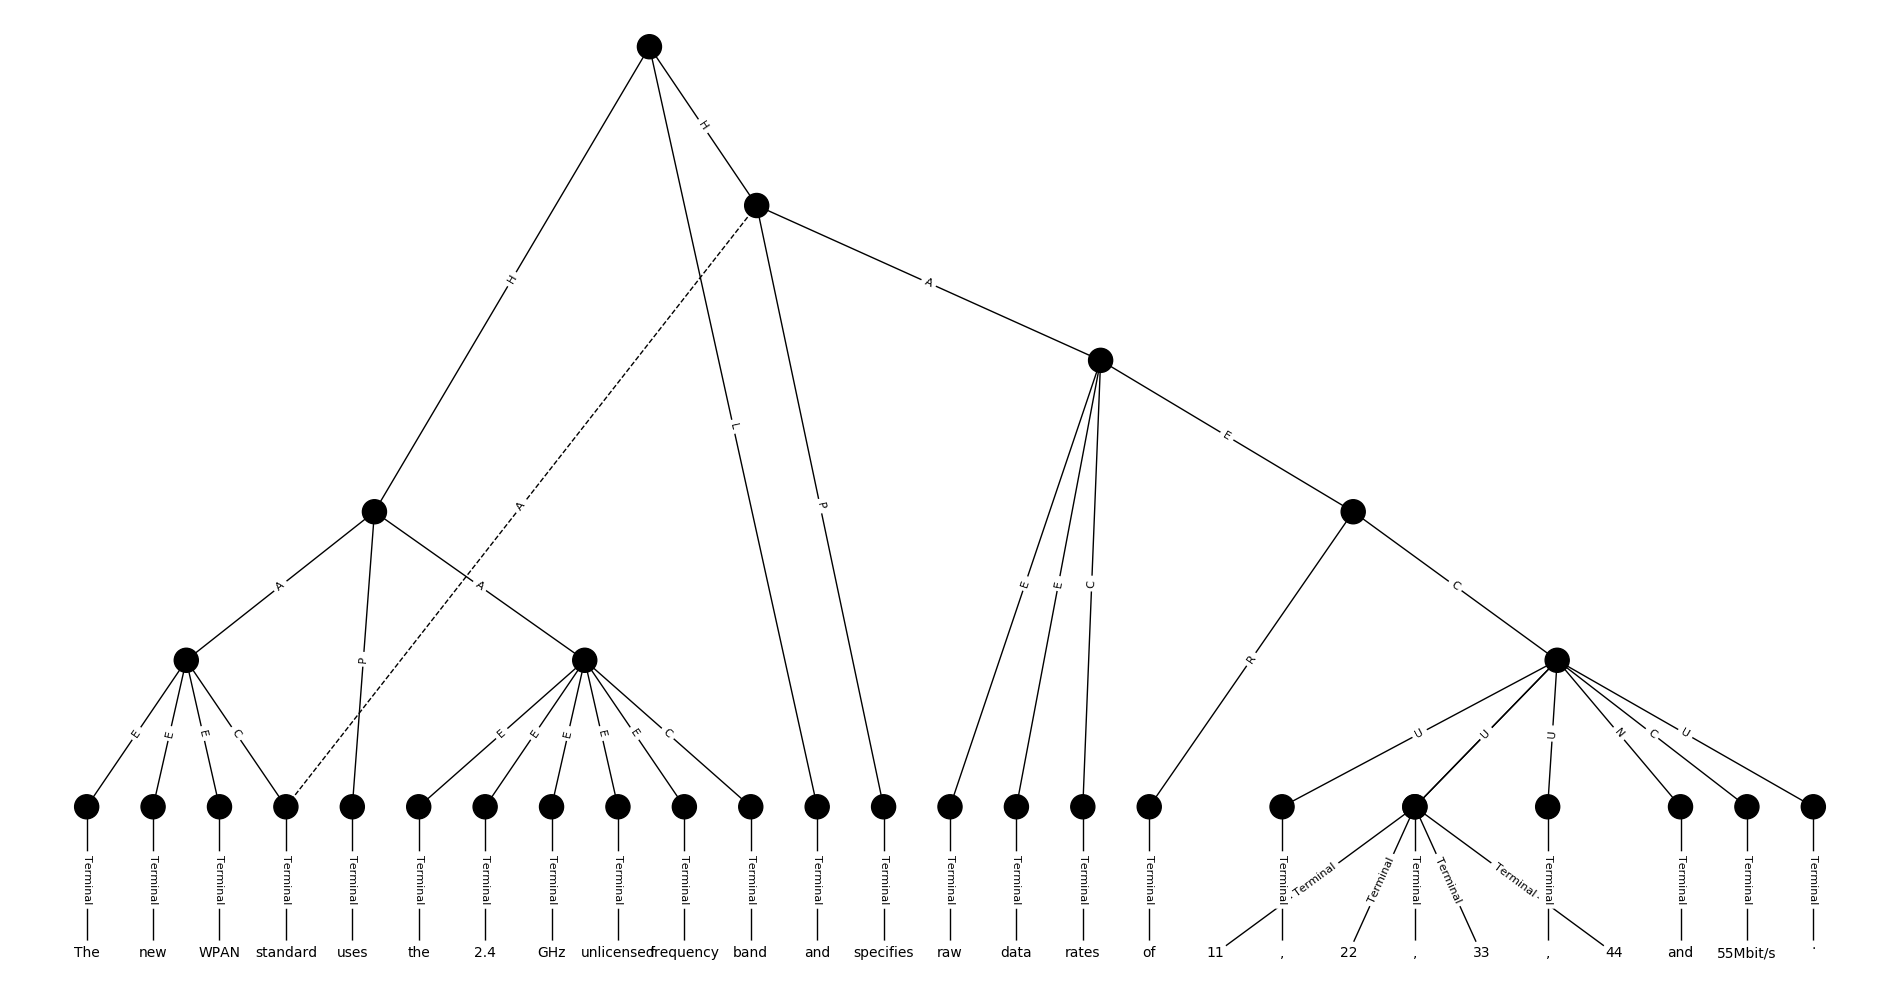 H
H
A
L
E
A
P
A
A
E
E
C
C
P
R
E
E
E
C
E
E
E
E
E
C
U
U
U
N
C
U
Terminal Terminal Terminal Terminal Terminal Terminal Terminal Terminal Terminal Terminal Terminal Terminal Terminal Terminal Terminal Terminal Terminal Terminal Terminal Terminal Terminal Terminal Terminal Terminal Terminal Terminal Terminal
The new WPAN standard uses the 2.4 GHz unlicensed frequency band and specifies raw data rates of 11 , 22 , 33 , 44 and 55Mbit/s .